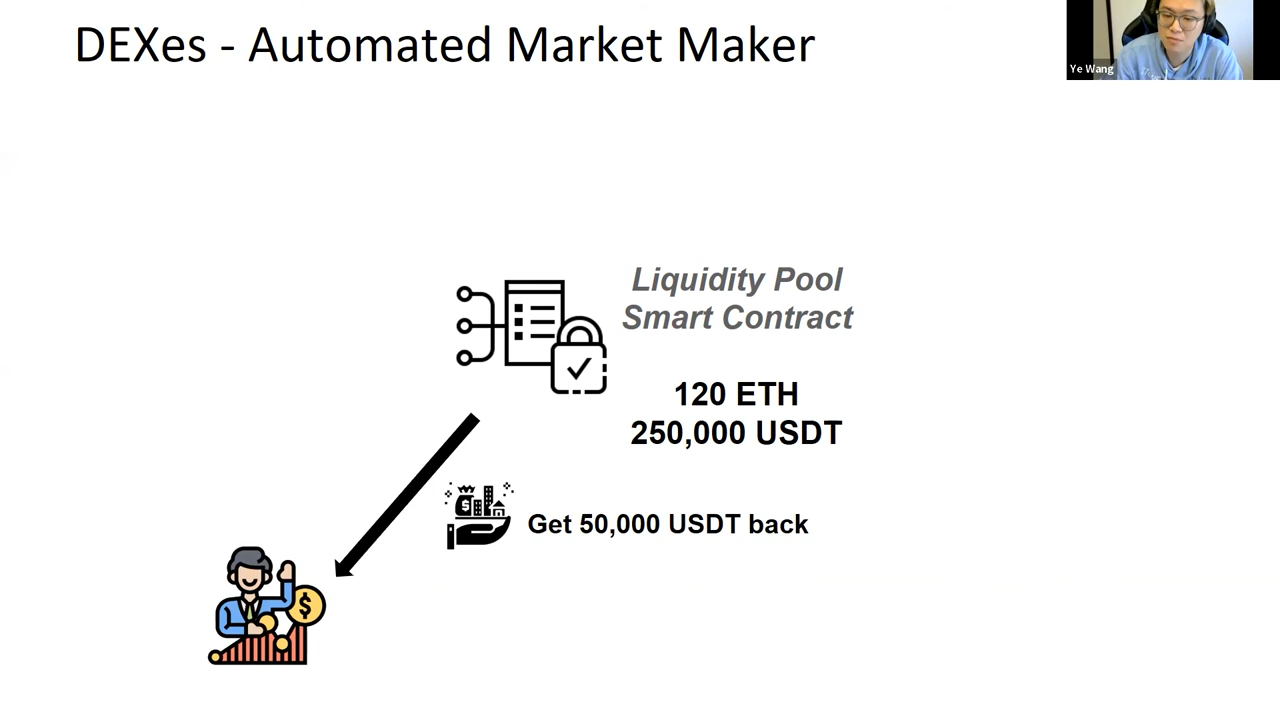 DEXes - Automated Market Maker
Ye Wang
Liquidity Pool
Smart Contract
120 ETH
250,000 USDT
$
Get 50,000 USDT back
$